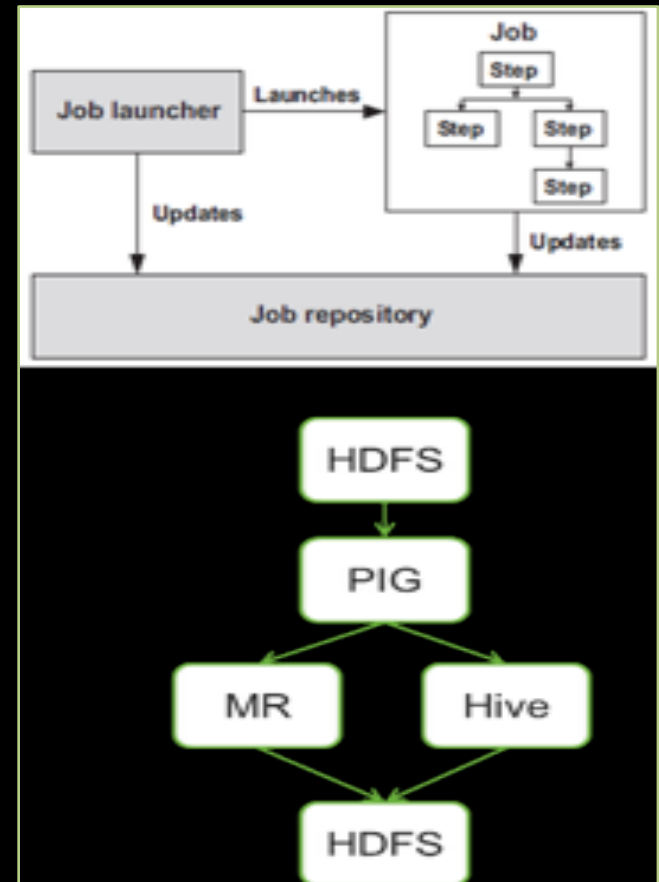 Job
Step
Job launcher
Launches
Step
Step
Step
Updates
Updates
Job repository
HDFS
PIG
MR
Hive
HDFS